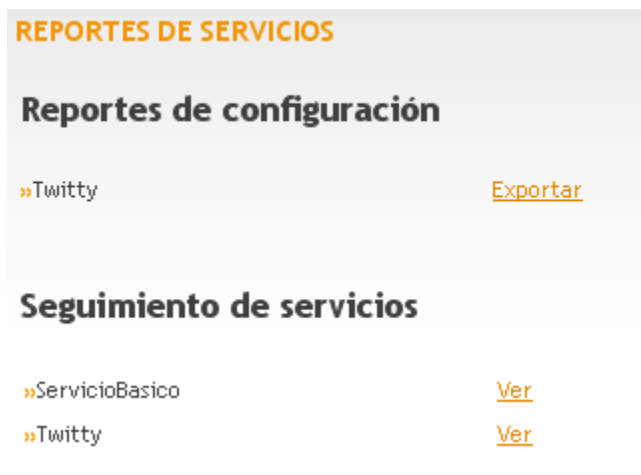 REPORTES DE SERVICIOS
Reportes de configuración
»Twitty Exportar
Seguimiento de servicios
»ServicioBasico Ver
»Twitty Ver